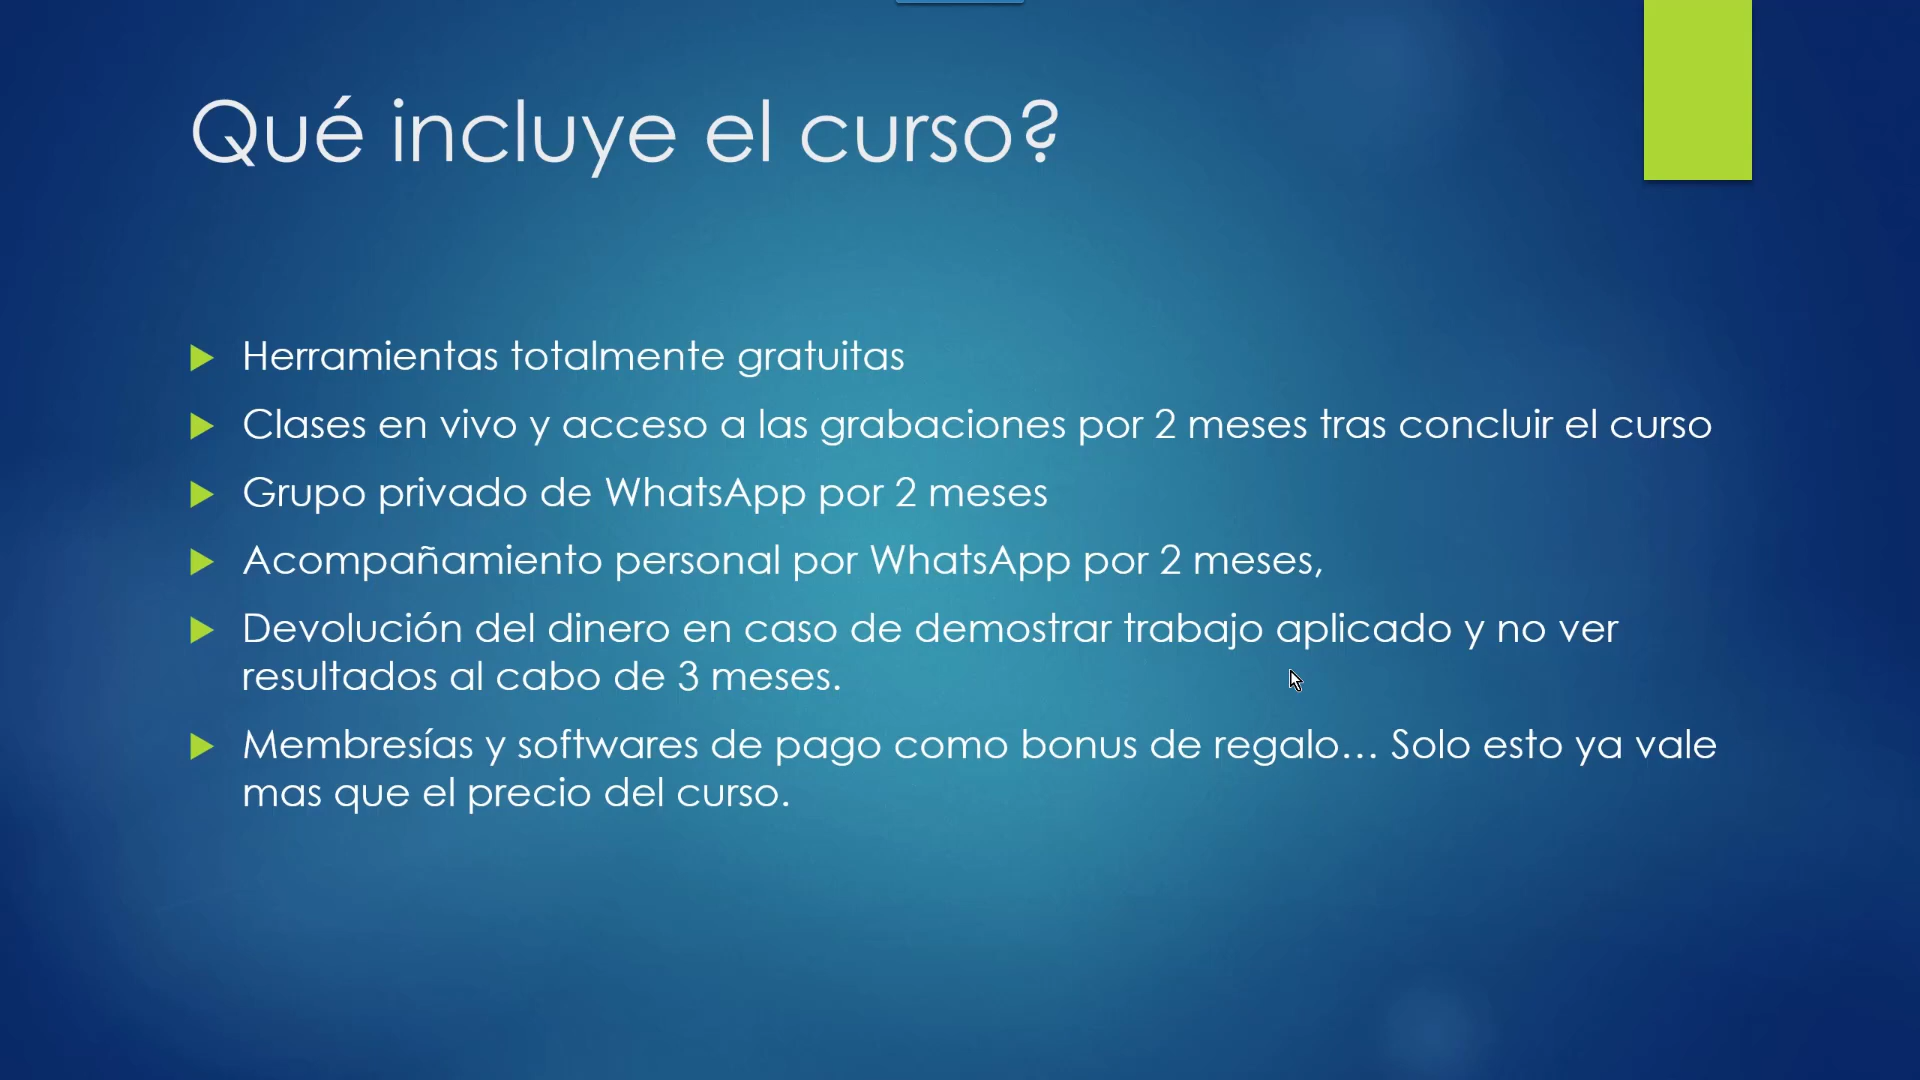 Qué incluye el curso?
Herramientas totalmente gratuitas
Clases en vivo y acceso a las grabaciones por 2 meses tras concluir el curso
Grupo privado de WhatsApp por 2 meses
Acompañamiento personal por WhatsApp por 2 meses,
Devolución del dinero en caso de demostrar trabajo aplicado y no ver
resultados al cabo de 3 meses.
Membresías y softwares de pago como bonus de regalo... Solo esto ya vale
mas que el precio del curso.